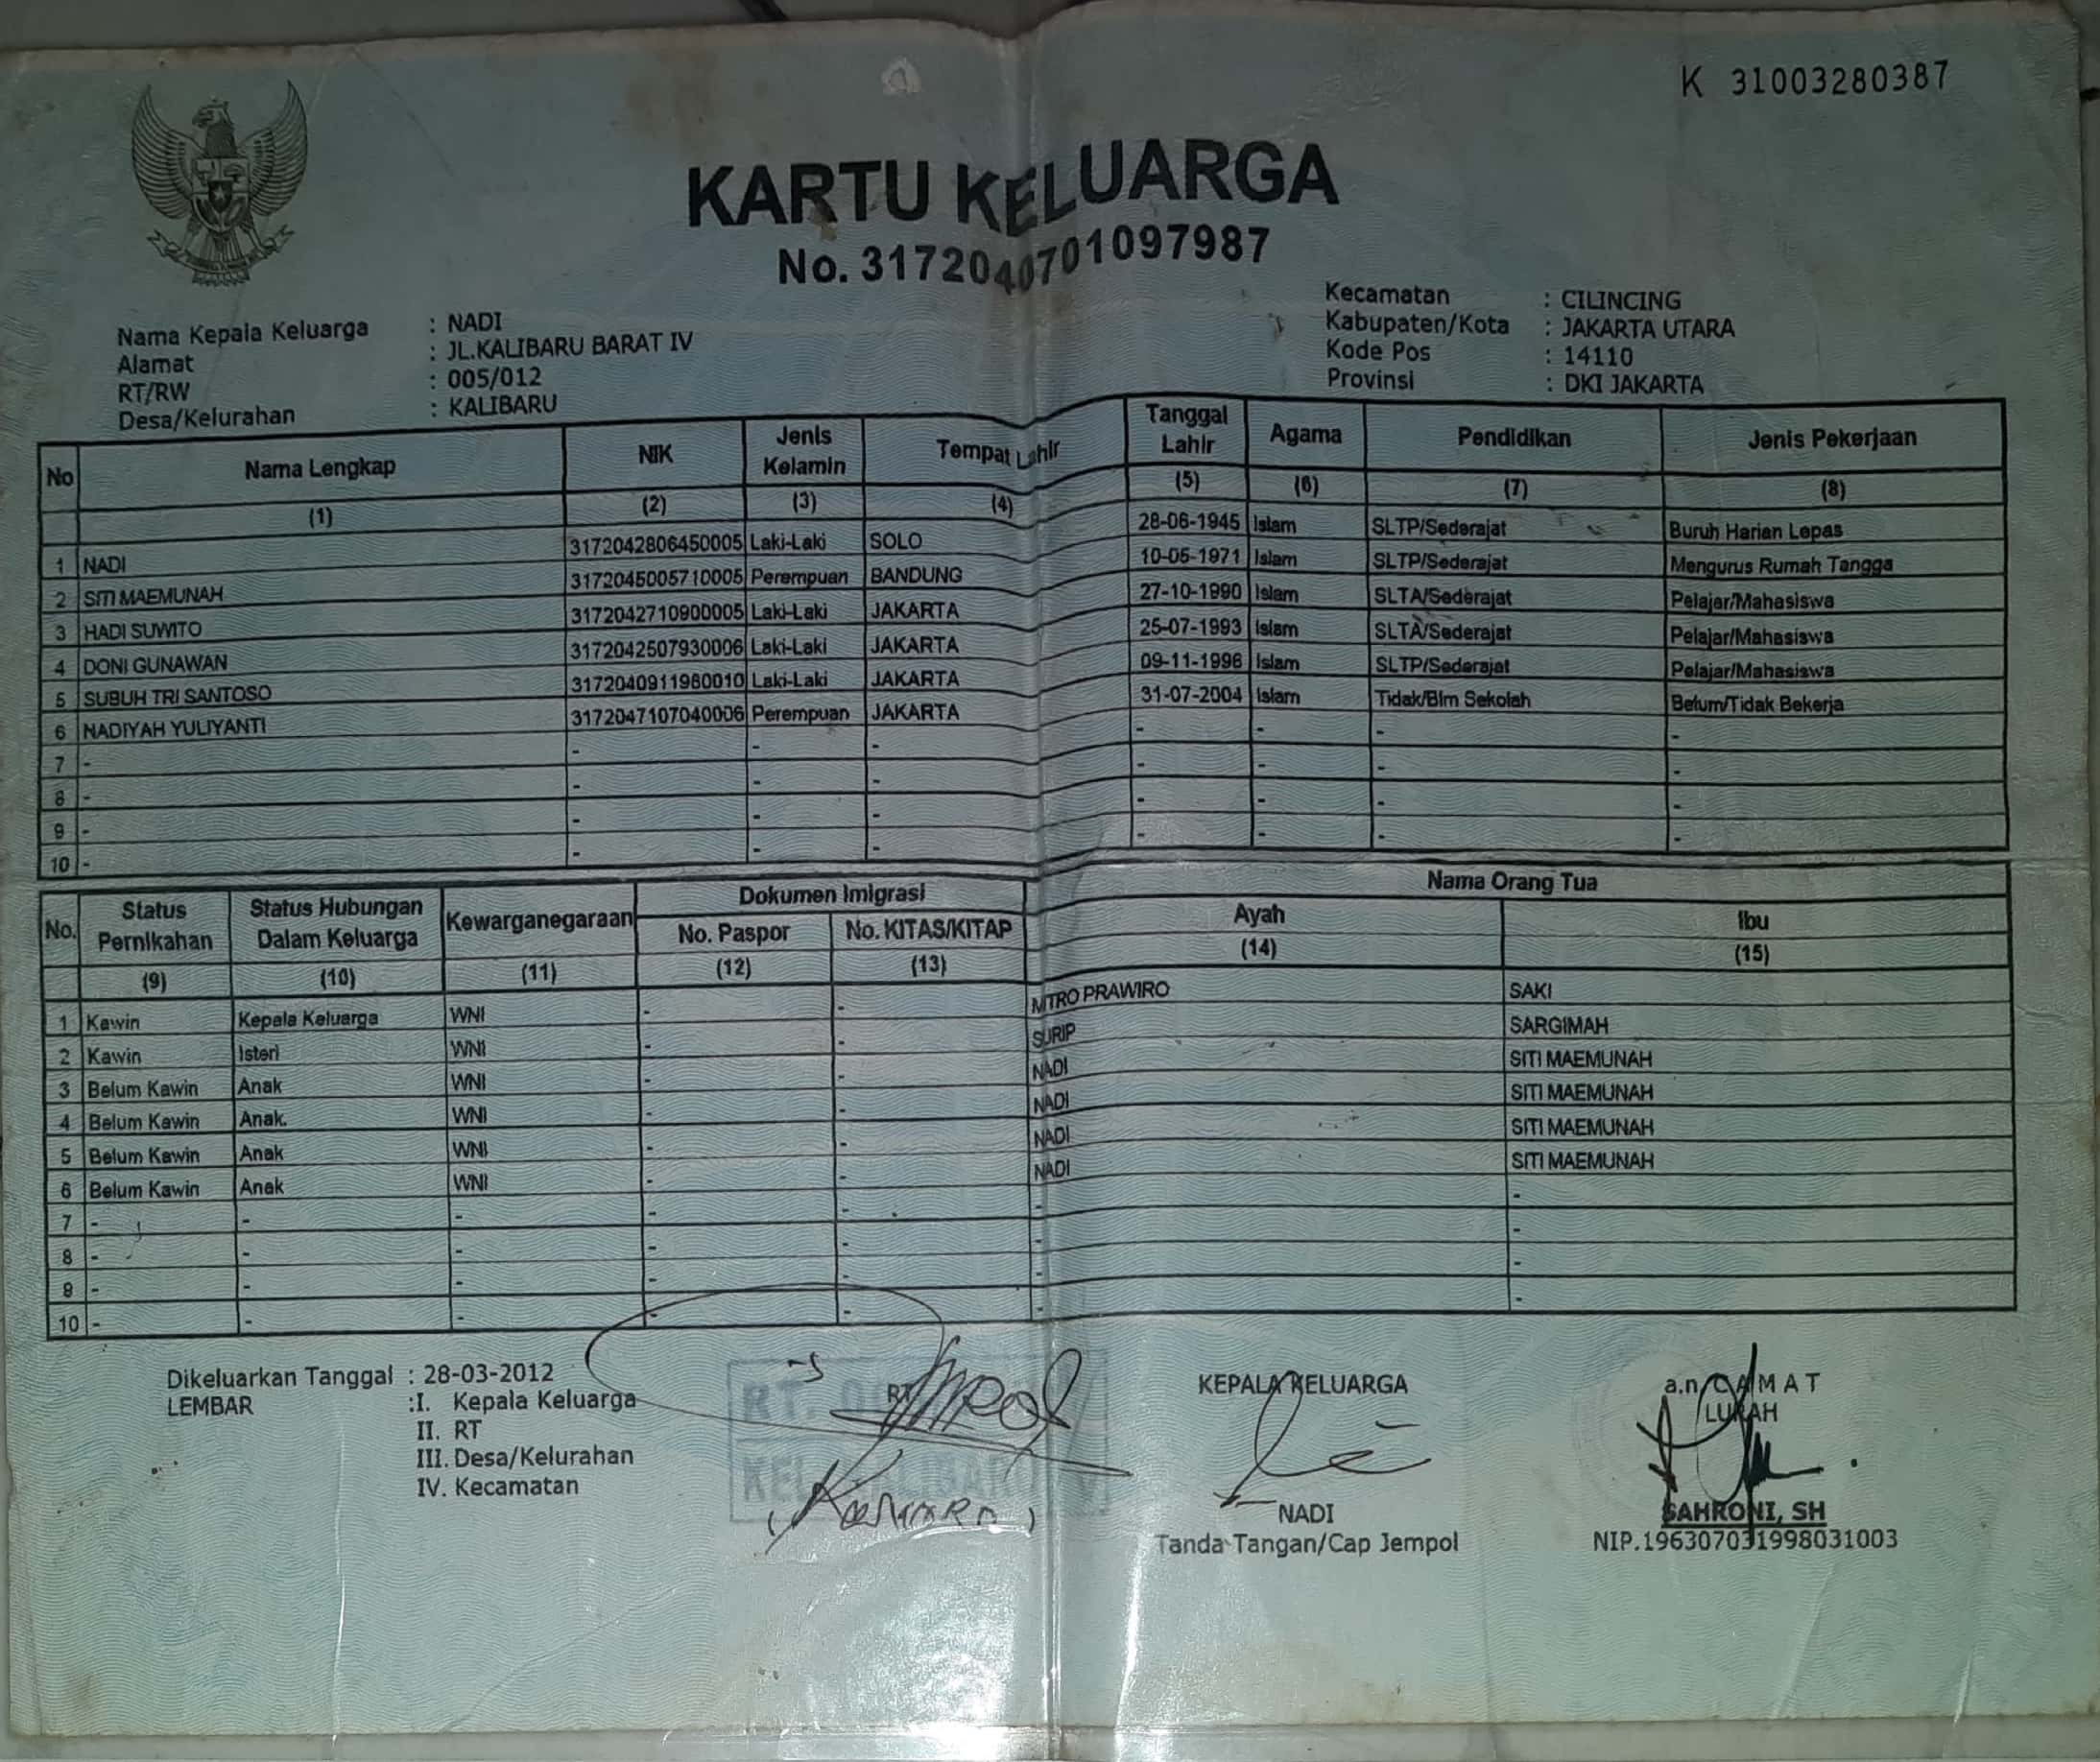 K 31003280387
KARTU KELUARGA
No. 3172040701097987
Nama Kepala Keluarga : NADI
Alamat : JL.KALIBARU BARAT IV
RT/RW : 005/012
Desa/Kelurahan : KALIBARU
Kecamatan : CILINCING
Kabupaten/Kota : JAKARTA UTARA
Kode Pos : 14110
Provinsi : DKI JAKARTA
No Nama Lengkap NIK Jenis Kelamin Tempat Lahir Tanggal Lahir Agama Pendidikan Jenis Pekerjaan
(1) (2) (3) (4) (5) (6) (7) (8)
1 NADI 3172042806450005 Laki-Laki SOLO 28-06-1945 Islam SLTP/Sederajat Buruh Harian Lepas
2 SITI MAEMUNAH 3172045005710005 Perempuan BANDUNG 10-05-1971 Islam SLTP/Sederajat Mengurus Rumah Tangga
3 HADI SUWITO 3172042710900005 Laki-Laki JAKARTA 27-10-1990 Islam SLTA/Sederajat Pelajar/Mahasiswa
4 DONI GUNAWAN 3172042507930006 Laki-Laki JAKARTA 25-07-1993 Islam SLTA/Sederajat Pelajar/Mahasiswa
5 SUBUH TRI SANTOSO 3172040911960010 Laki-Laki JAKARTA 09-11-1996 Islam SLTP/Sederajat Pelajar/Mahasiswa
6 NADIYAH YULIYANTI 3172047107040006 Perempuan JAKARTA 31-07-2004 Islam Tidak/Blm Sekolah Belum/Tidak Bekerja
7 - - - - - - - -
8 - - - - - - - -
9 - - - - - - - -
10 - - - - - - - -
No. Status Pernikahan Status Hubungan Dalam Keluarga Kewarganegaraan Dokumen Imigrasi Nama Orang Tua
No. Paspor No. KITAS/KITAP Ayah Ibu
(9) (10) (11) (12) (13) (14) (15)
1 Kawin Kepala Keluarga WNI - - MITRO PRAWIRO SAKI
2 Kawin Isteri WNI - - SURIP SARGIMAH
3 Belum Kawin Anak WNI - - NADI SITI MAEMUNAH
4 Belum Kawin Anak WNI - - NADI SITI MAEMUNAH
5 Belum Kawin Anak WNI - - NADI SITI MAEMUNAH
6 Belum Kawin Anak WNI - - NADI SITI MAEMUNAH
7 - - - - - - -
8 - - - - - - -
9 - - - - - - -
10 - - - - - - -
Dikeluarkan Tanggal : 28-03-2012
LEMBAR :I. Kepala Keluarga
II. RT
III. Desa/Kelurahan
IV. Kecamatan
RT
RT.
KEL. KALIBARU
KEPALA KELUARGA
NADI
Tanda Tangan/Cap Jempol
a.n CAMAT
LURAH
SAHRONI, SH
NIP.196307031998031003